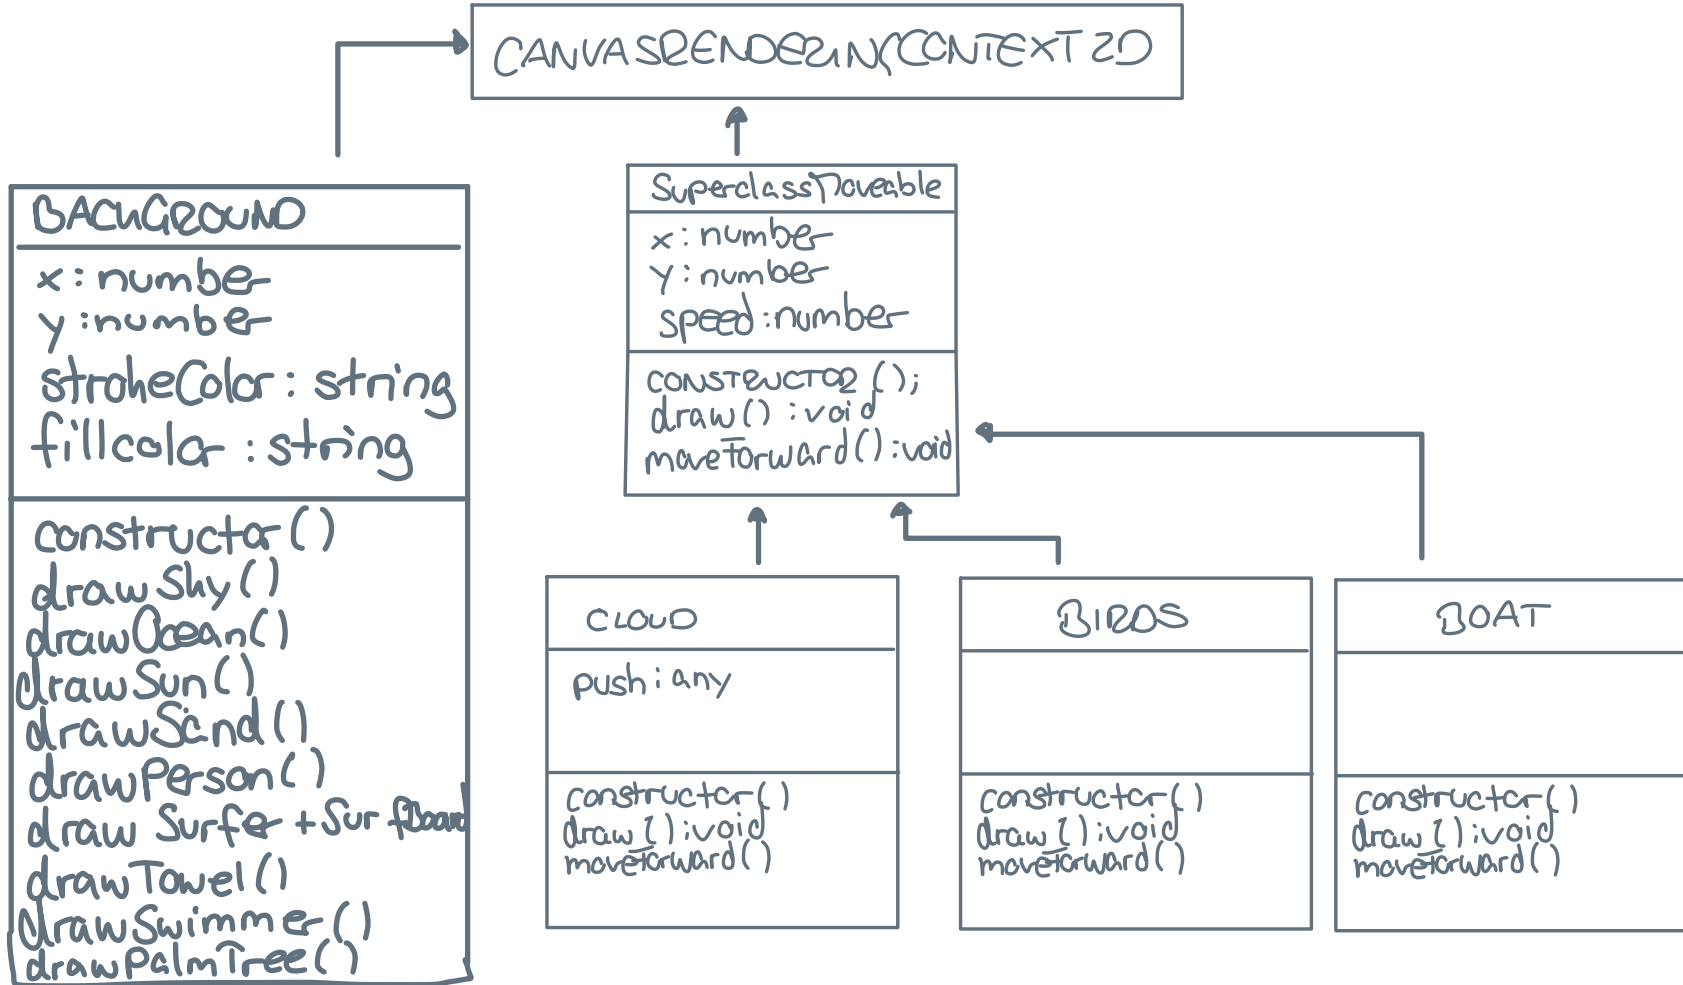 CANVASRENDERINGCONTEXT2D
BACKGROUND
x: number
y: number
strokeColor: string
fillcolor: string
constructor()
drawSky()
drawOcean()
drawSun()
drawSand()
drawPerson()
draw Surfer + Surfboard
drawTowel()
drawSwimmer()
drawPalmTree()
SuperclassMoveable
x: number
y: number
speed: number
CONSTRUCTOR();
draw(): void
moveForward(): void
CLOUD
push: any
constructor()
draw(): void
moveForward()
BIRDS
constructor()
draw(): void
moveForward()
BOAT
constructor()
draw(): void
moveForward()